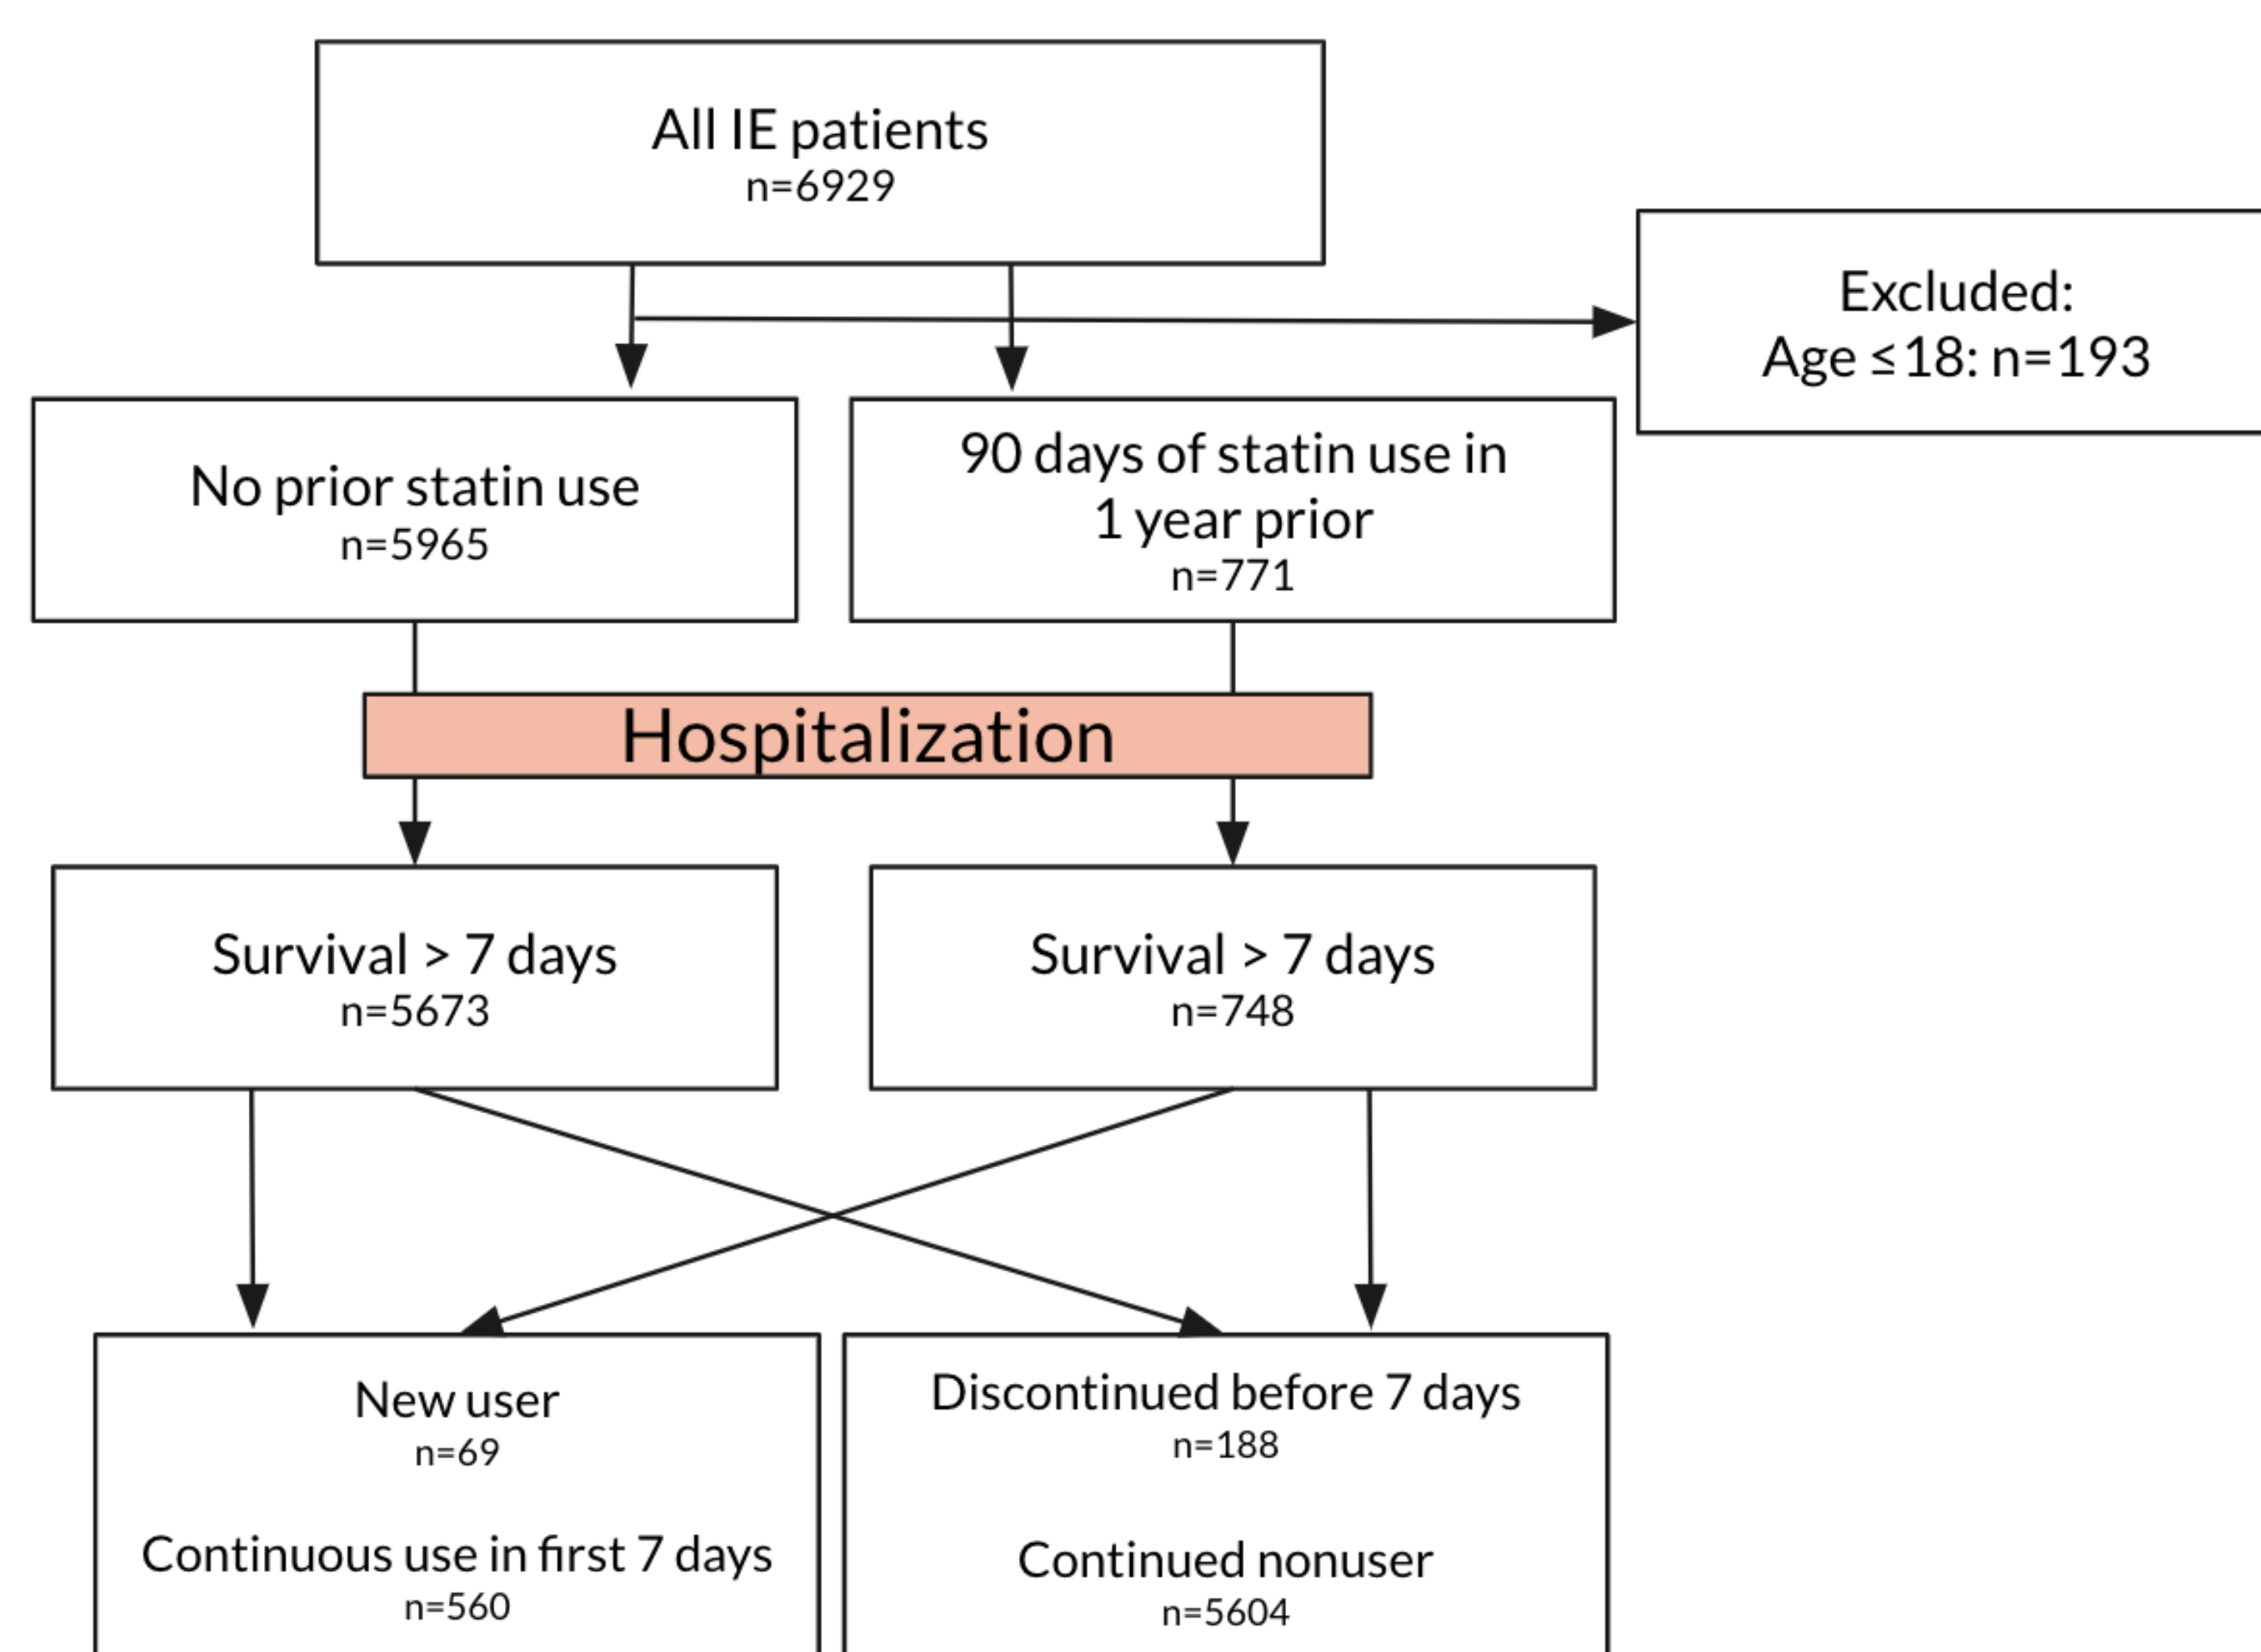 All IE patients
n=6929
Excluded:
Age ≤18: n=193
No prior statin use
n=5965
90 days of statin use in
1 year prior
n=771
Hospitalization
Survival > 7 days
n=5673
Survival > 7 days
n=748
New user
n=69
Continuous use in first 7 days
n=560
Discontinued before 7 days
n=188
Continued nonuser
n=5604